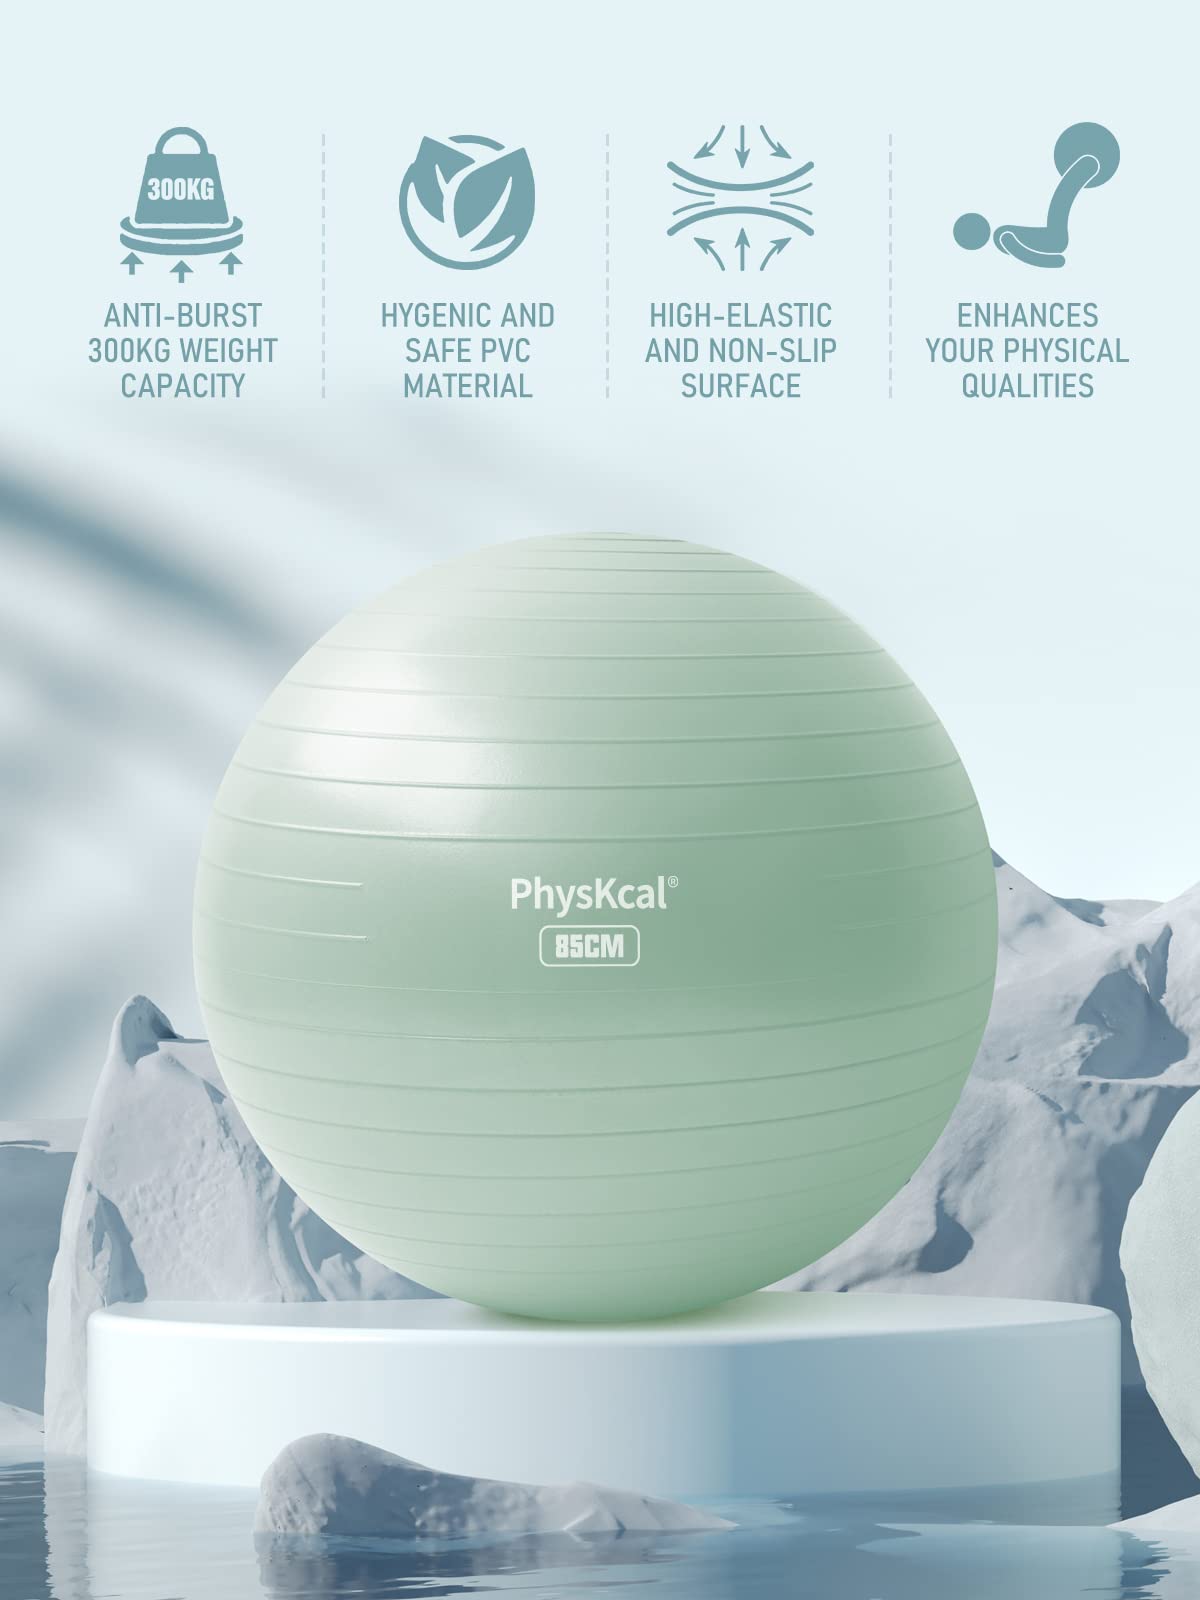 300KG
ANTI-BURST
300KG WEIGHT
CAPACITY
HYGENIC AND
SAFE PVC
MATERIAL
HIGH-ELASTIC
AND NON-SLIP
SURFACE
ENHANCES
YOUR PHYSICAL
QUALITIES
PhysKcal®
85CM